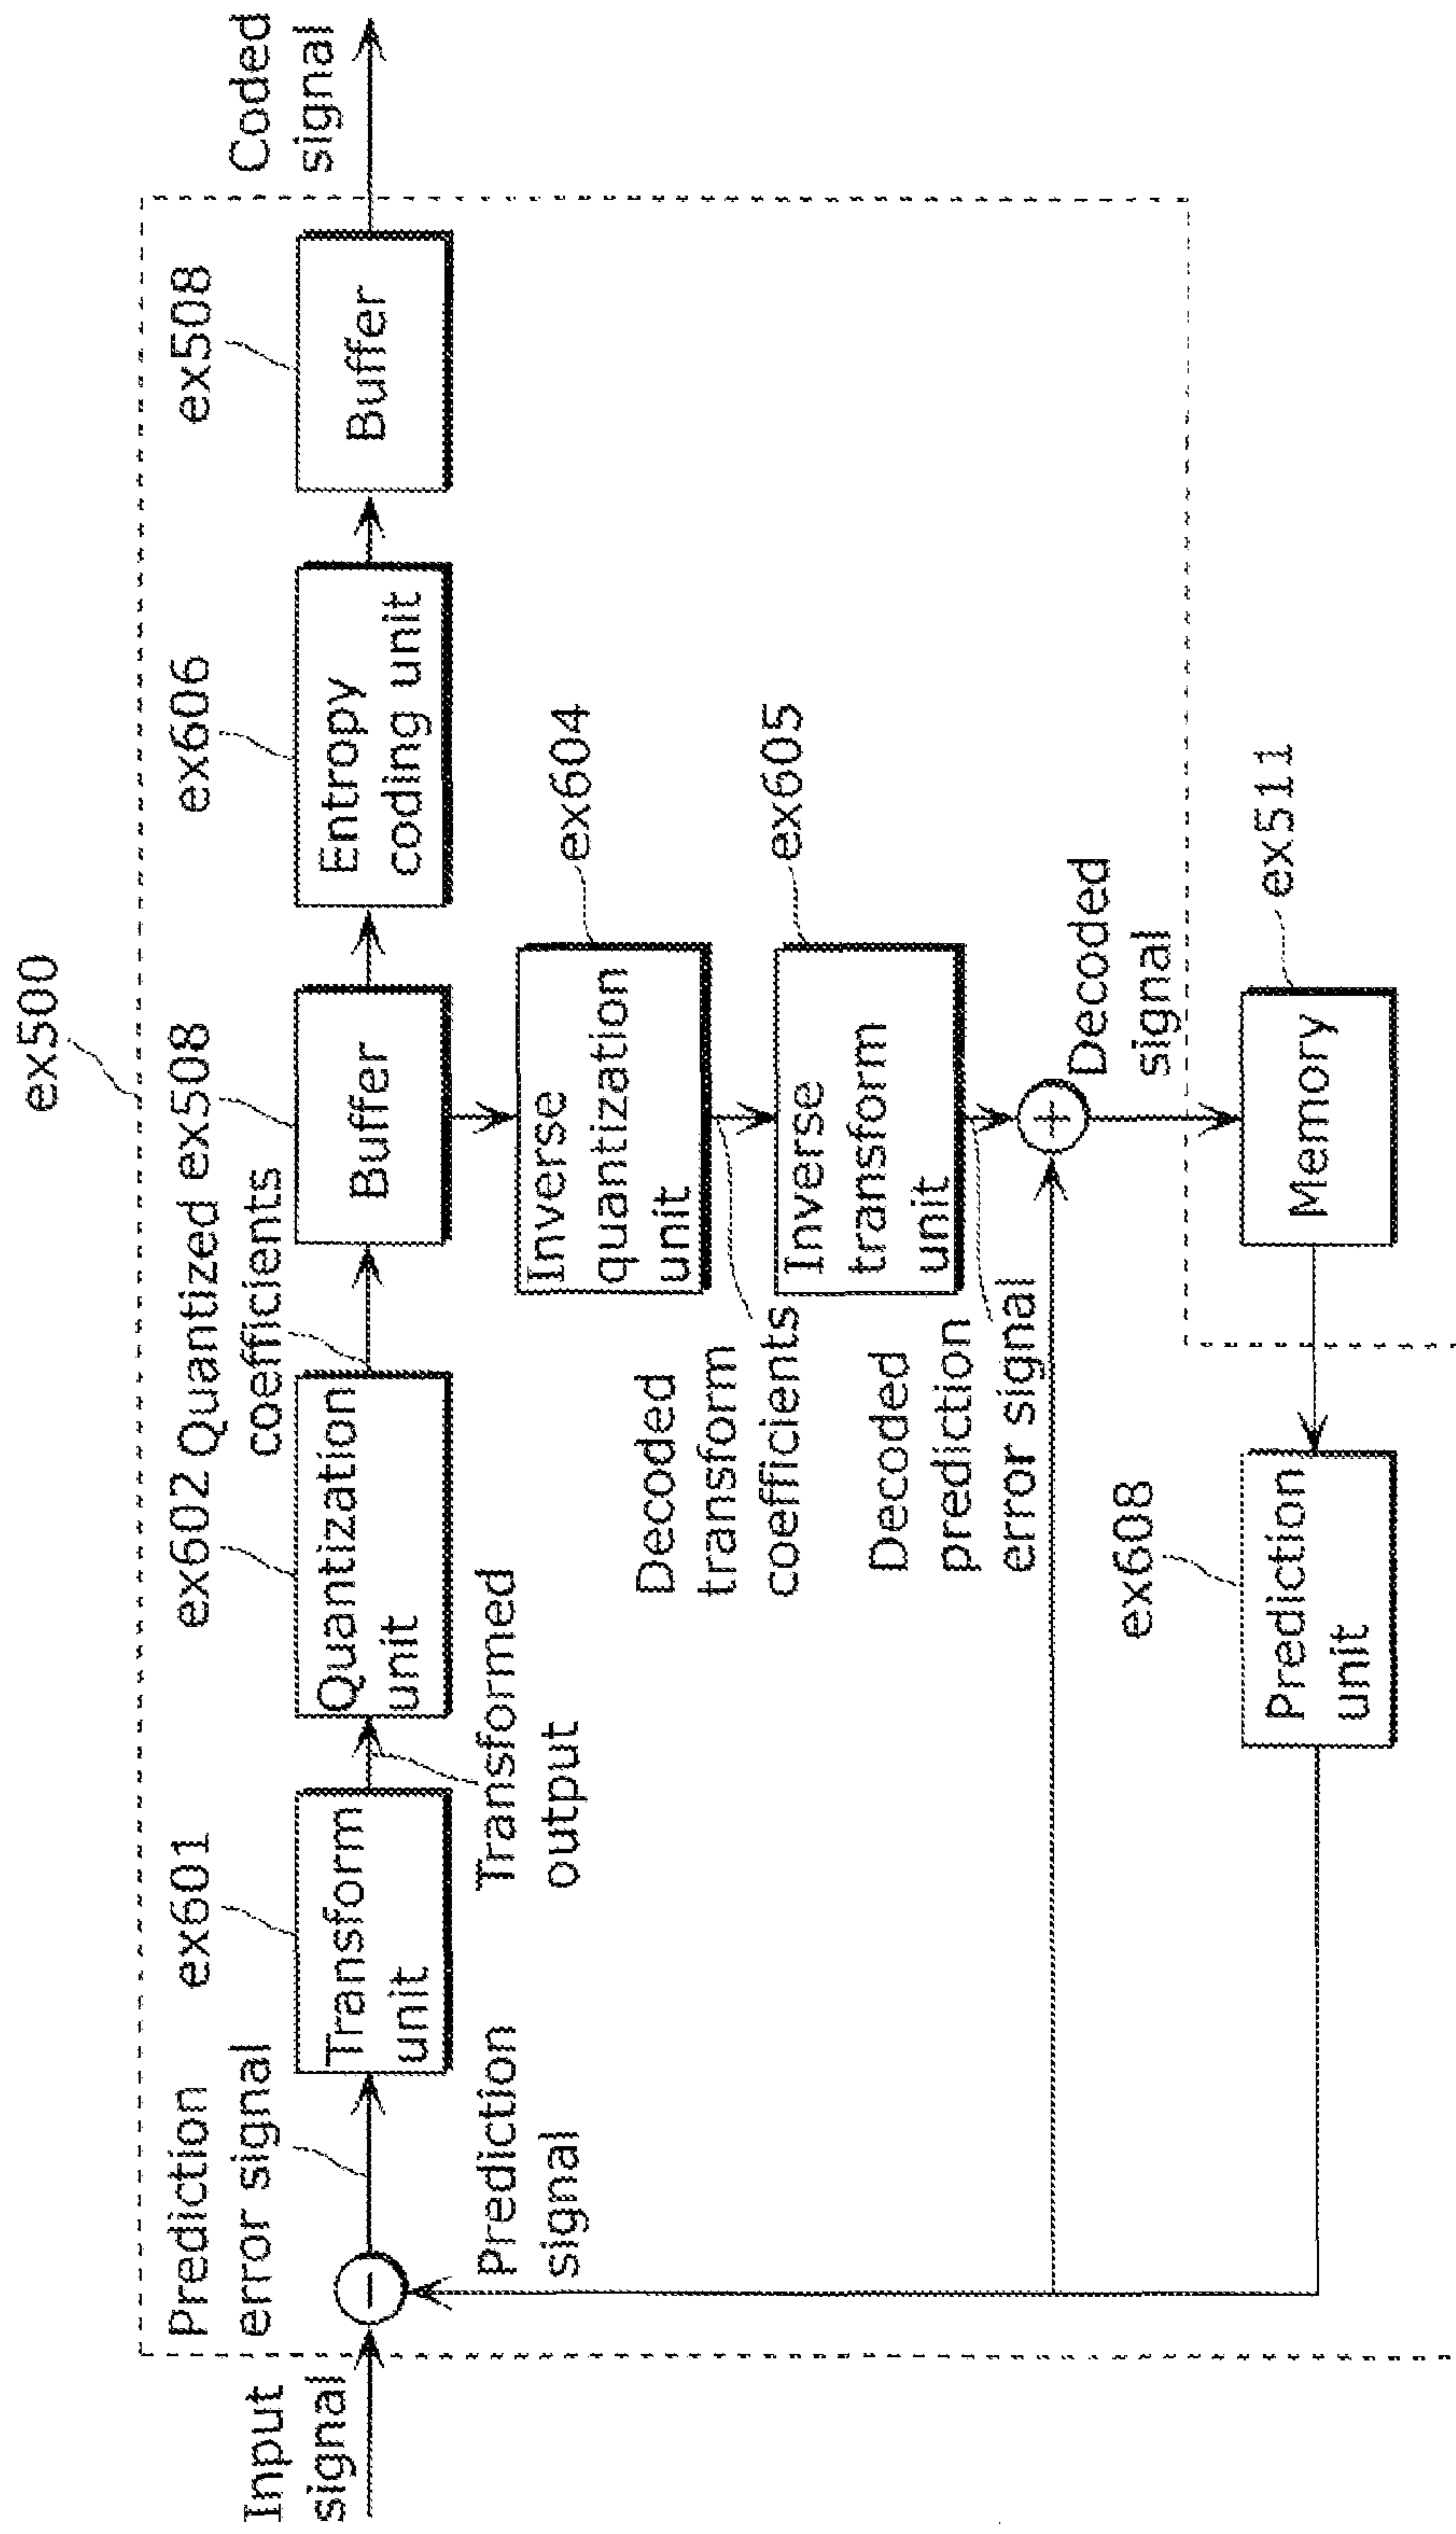 ex500
Input
signal
Prediction
error signal
ex601
ex602
Quantized
coefficients
ex508
ex606
ex508
Coded
signal
Transform
unit
Quantization
unit
Buffer
Entropy
coding unit
Buffer
Prediction
signal
Transformed
output
Inverse
quantization
unit
ex604
Decoded
transform
coefficients
Inverse
transform
unit
ex605
Decoded
prediction
error signal
Decoded
signal
ex608
Prediction
unit
Memory
ex511
−
+